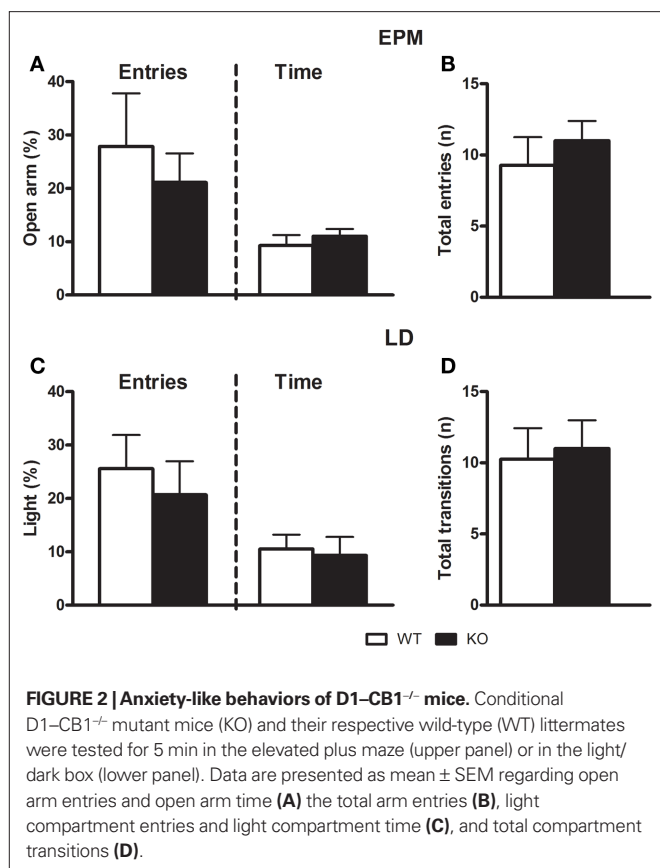 EPM
A
Entries
Time
B
40
30
20
10
0
Open arm (%)
15
10
5
0
Total entries (n)
LD
C
Entries
Time
D
40
30
20
10
0
Light (%)
15
10
5
0
Total transitions (n)
WT
KO
FIGURE 2 | Anxiety-like behaviors of D1–CB1⁻/⁻ mice. Conditional
D1–CB1⁻/⁻ mutant mice (KO) and their respective wild-type (WT) littermates
were tested for 5 min in the elevated plus maze (upper panel) or in the light/
dark box (lower panel). Data are presented as mean ± SEM regarding open
arm entries and open arm time (A) the total arm entries (B), light
compartment entries and light compartment time (C), and total compartment
transitions (D).